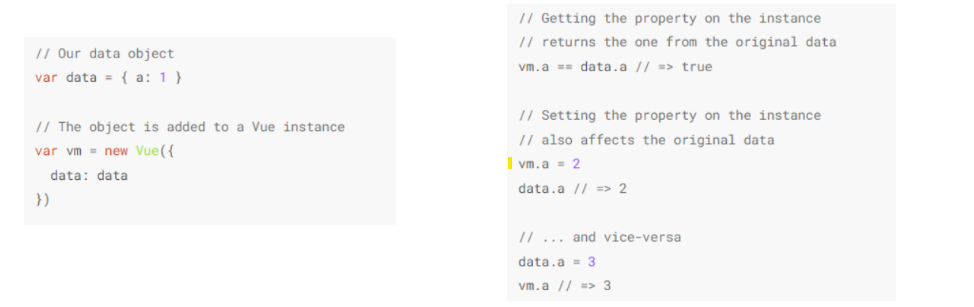 // Our data object
var data = { a: 1 }
// The object is added to a Vue instance
var vm = new Vue({
  data: data
})
// Getting the property on the instance
// returns the one from the original data
vm.a == data.a // => true
// Setting the property on the instance
// also affects the original data
vm.a = 2
data.a // => 2
// ... and vice-versa
data.a = 3
vm.a // => 3